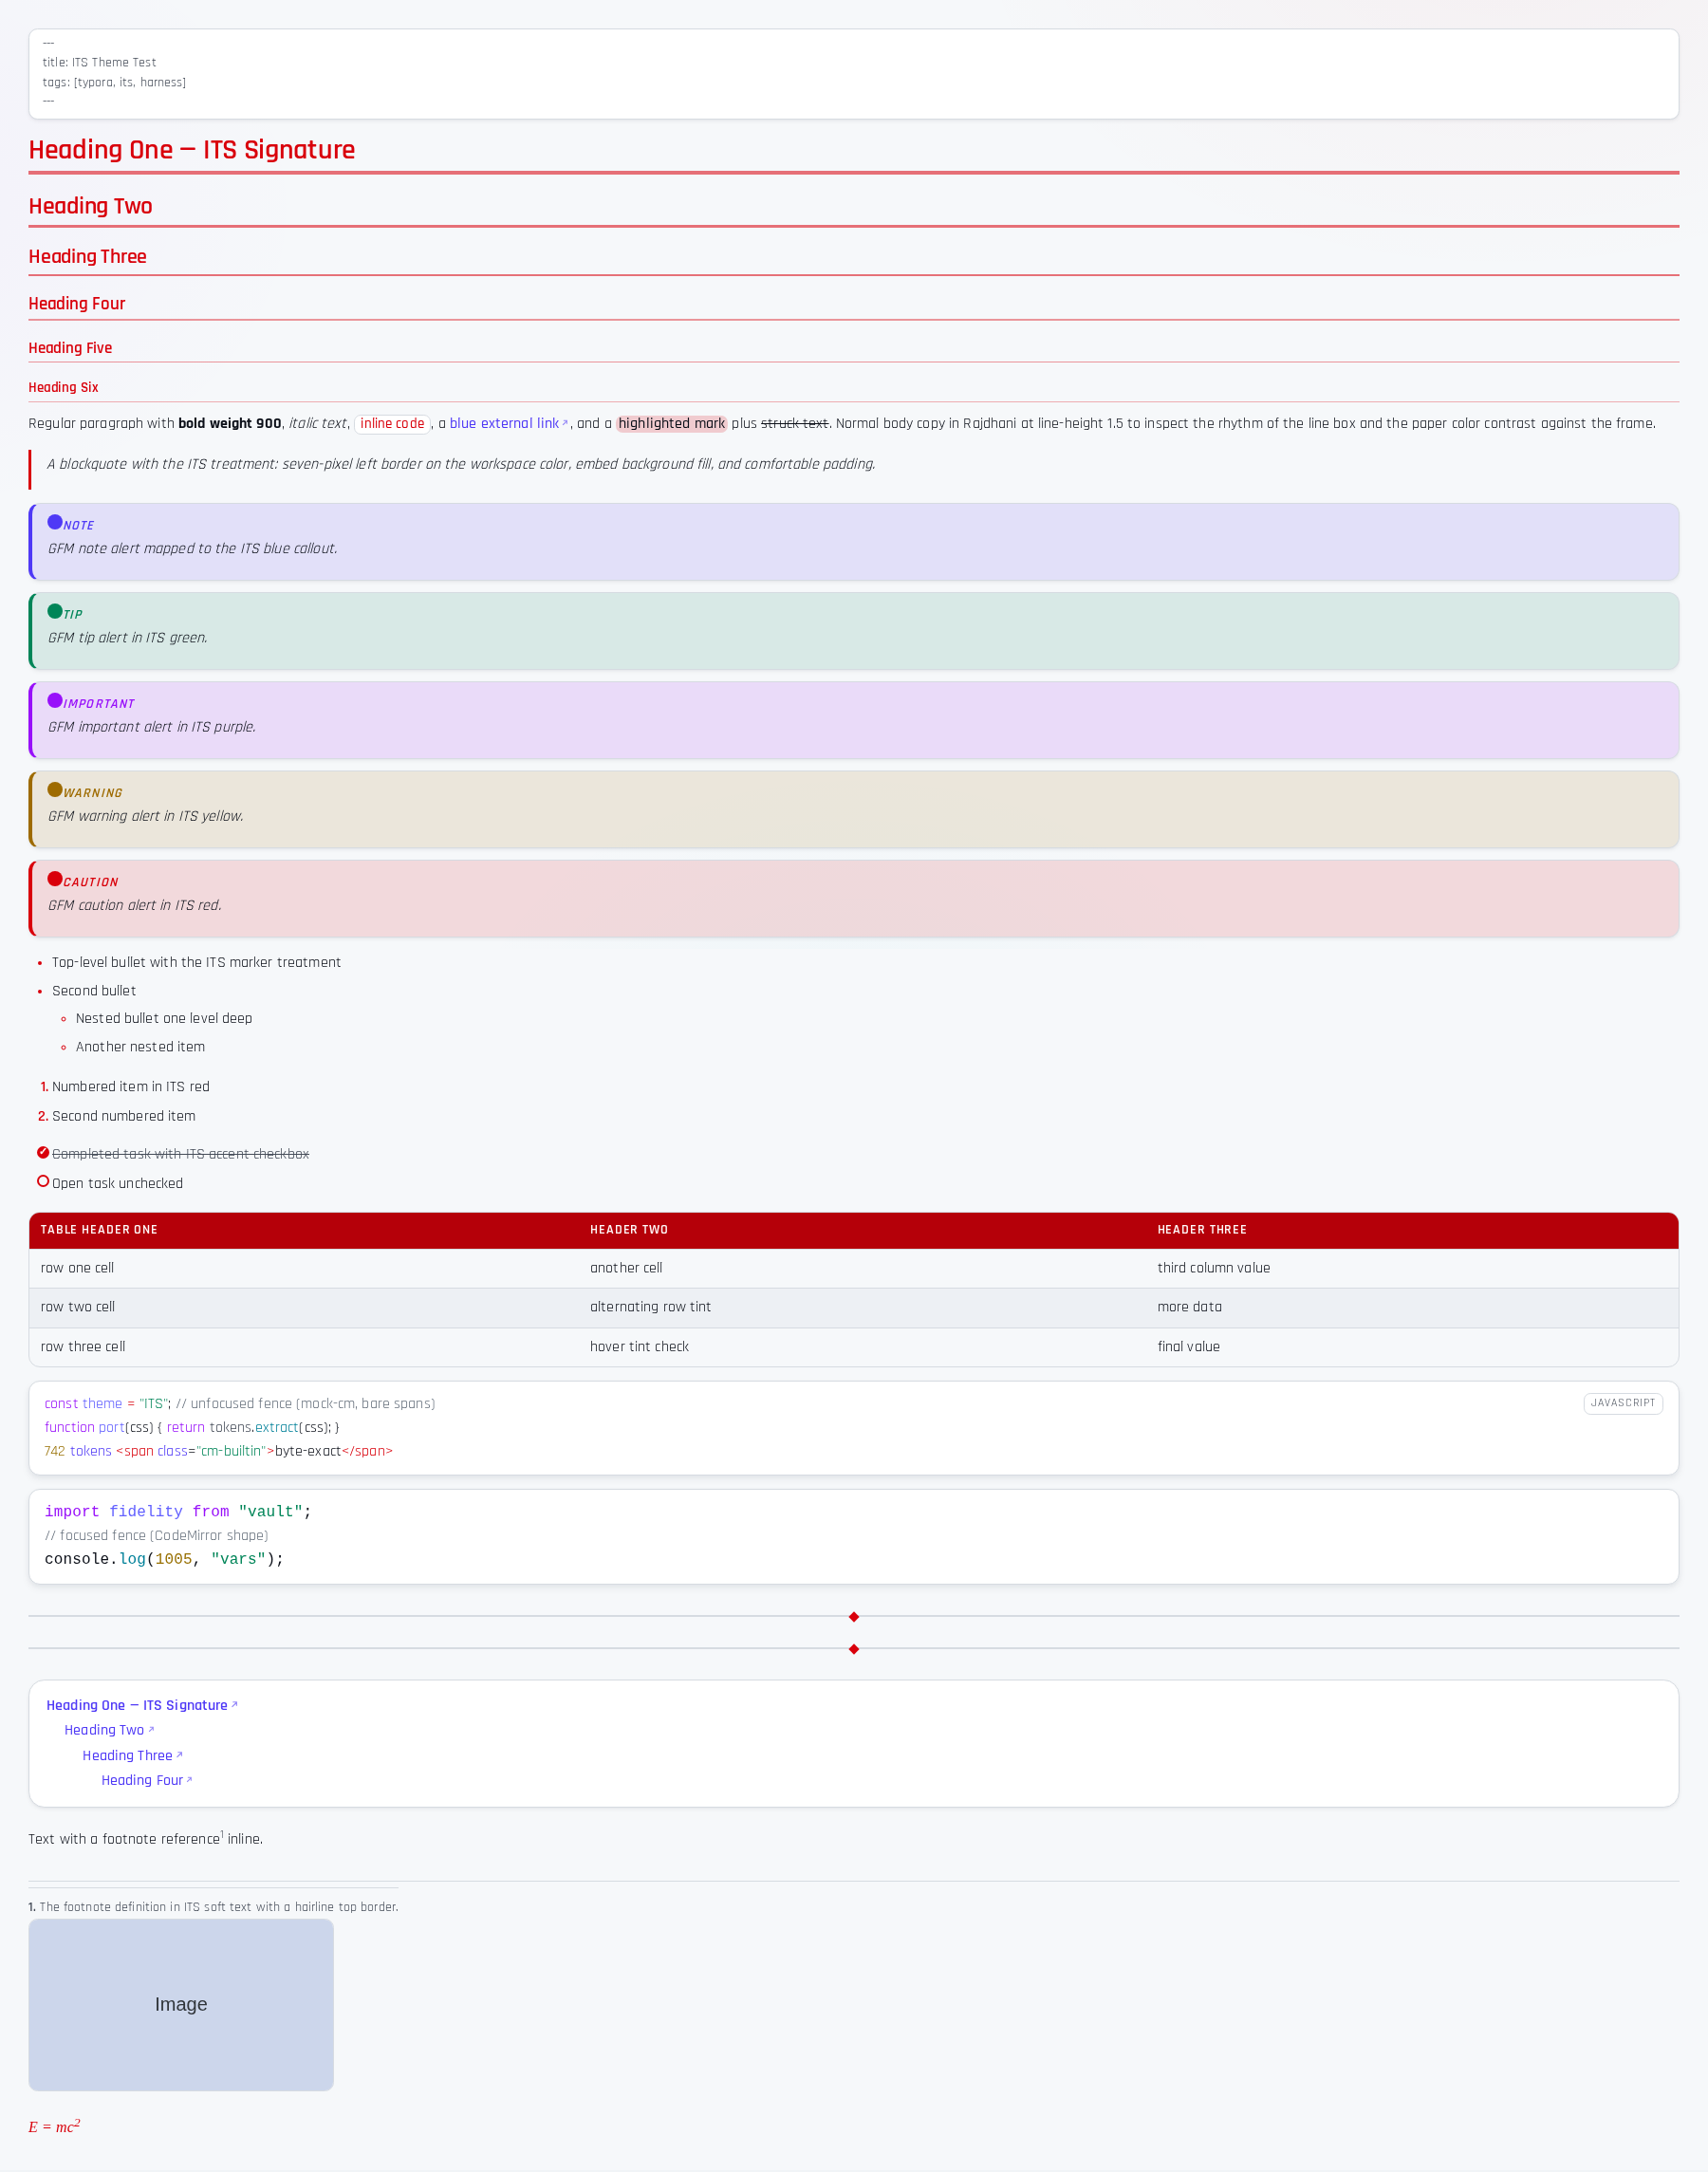 ---
title: ITS Theme Test
tags: [typora, its, harness]
---
Heading One — ITS Signature
Heading Two
Heading Three
Heading Four
Heading Five
Heading Six
Regular paragraph with bold weight 900, italic text, inline code, a blue external link↗, and a highlighted mark plus struck text. Normal body copy in Rajdhani at line-height 1.5 to inspect the rhythm of the line box and the paper color contrast against the frame.
A blockquote with the ITS treatment: seven-pixel left border on the workspace color, embed background fill, and comfortable padding.
NOTE
GFM note alert mapped to the ITS blue callout.
TIP
GFM tip alert in ITS green.
IMPORTANT
GFM important alert in ITS purple.
WARNING
GFM warning alert in ITS yellow.
CAUTION
GFM caution alert in ITS red.
• Top-level bullet with the ITS marker treatment
• Second bullet
◦ Nested bullet one level deep
◦ Another nested item
1. Numbered item in ITS red
2. Second numbered item
Completed task with ITS accent checkbox
Open task unchecked
TABLE HEADER ONE HEADER TWO HEADER THREE
row one cell another cell third column value
row two cell alternating row tint more data
row three cell hover tint check final value
const theme = "ITS"; // unfocused fence (mock-cm, bare spans)
JAVASCRIPT
function port(css) { return tokens.extract(css); }
742 tokens <span class="cm-builtin">byte-exact</span>
import fidelity from "vault";
// focused fence (CodeMirror shape)
console.log(1005, "vars");
Heading One — ITS Signature↗
Heading Two↗
Heading Three↗
Heading Four↗
Text with a footnote reference1 inline.
1. The footnote definition in ITS soft text with a hairline top border.
Image
E = mc2